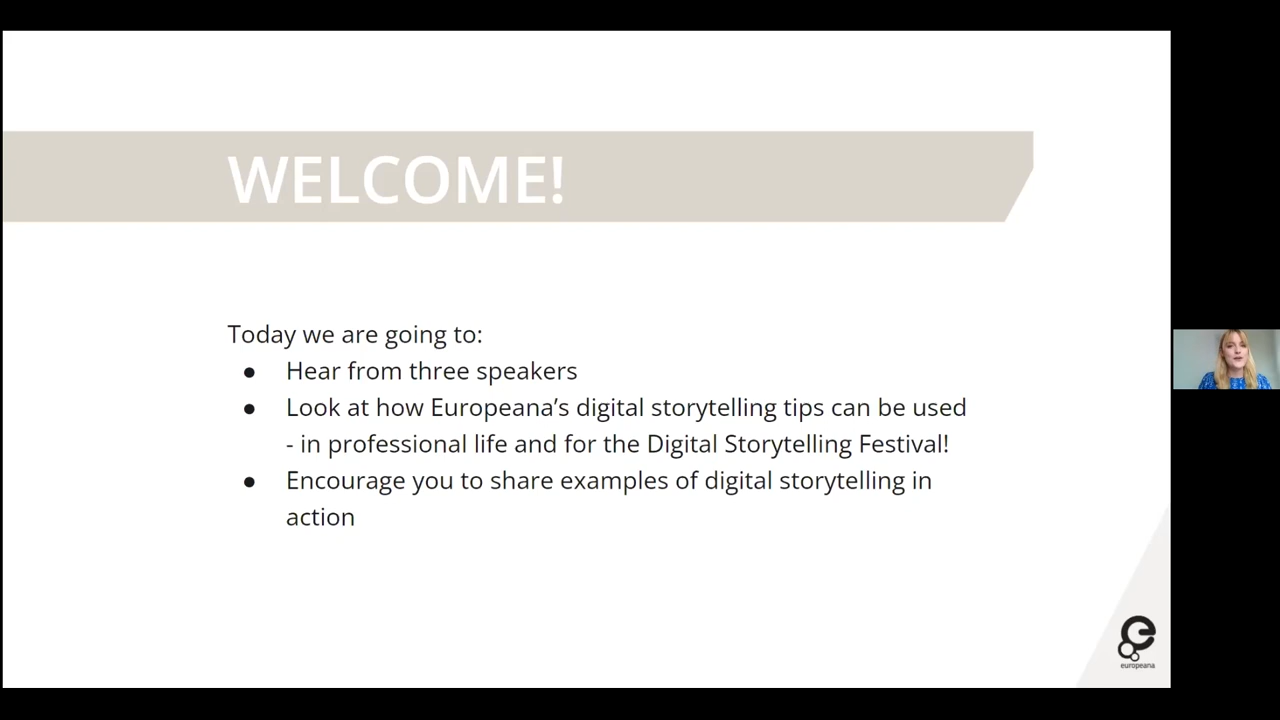 WELCOME!
Today we are going to:
● Hear from three speakers
● Look at how Europeana’s digital storytelling tips can be used
- in professional life and for the Digital Storytelling Festival!
● Encourage you to share examples of digital storytelling in
action
europeana